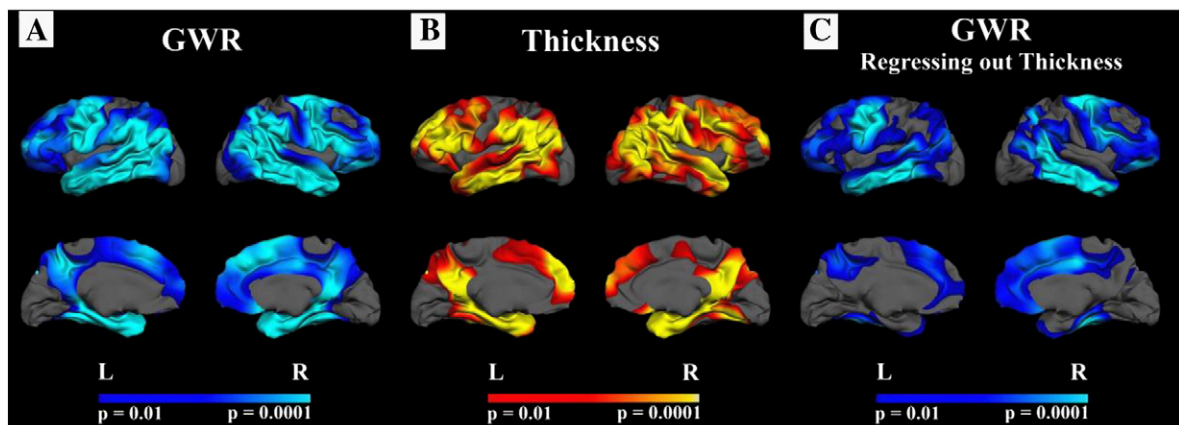 A
GWR
B
Thickness
C
GWR
Regressing out Thickness
L R
p = 0.01 p = 0.0001
L R
p = 0.01 p = 0.0001
L R
p = 0.01 p = 0.0001